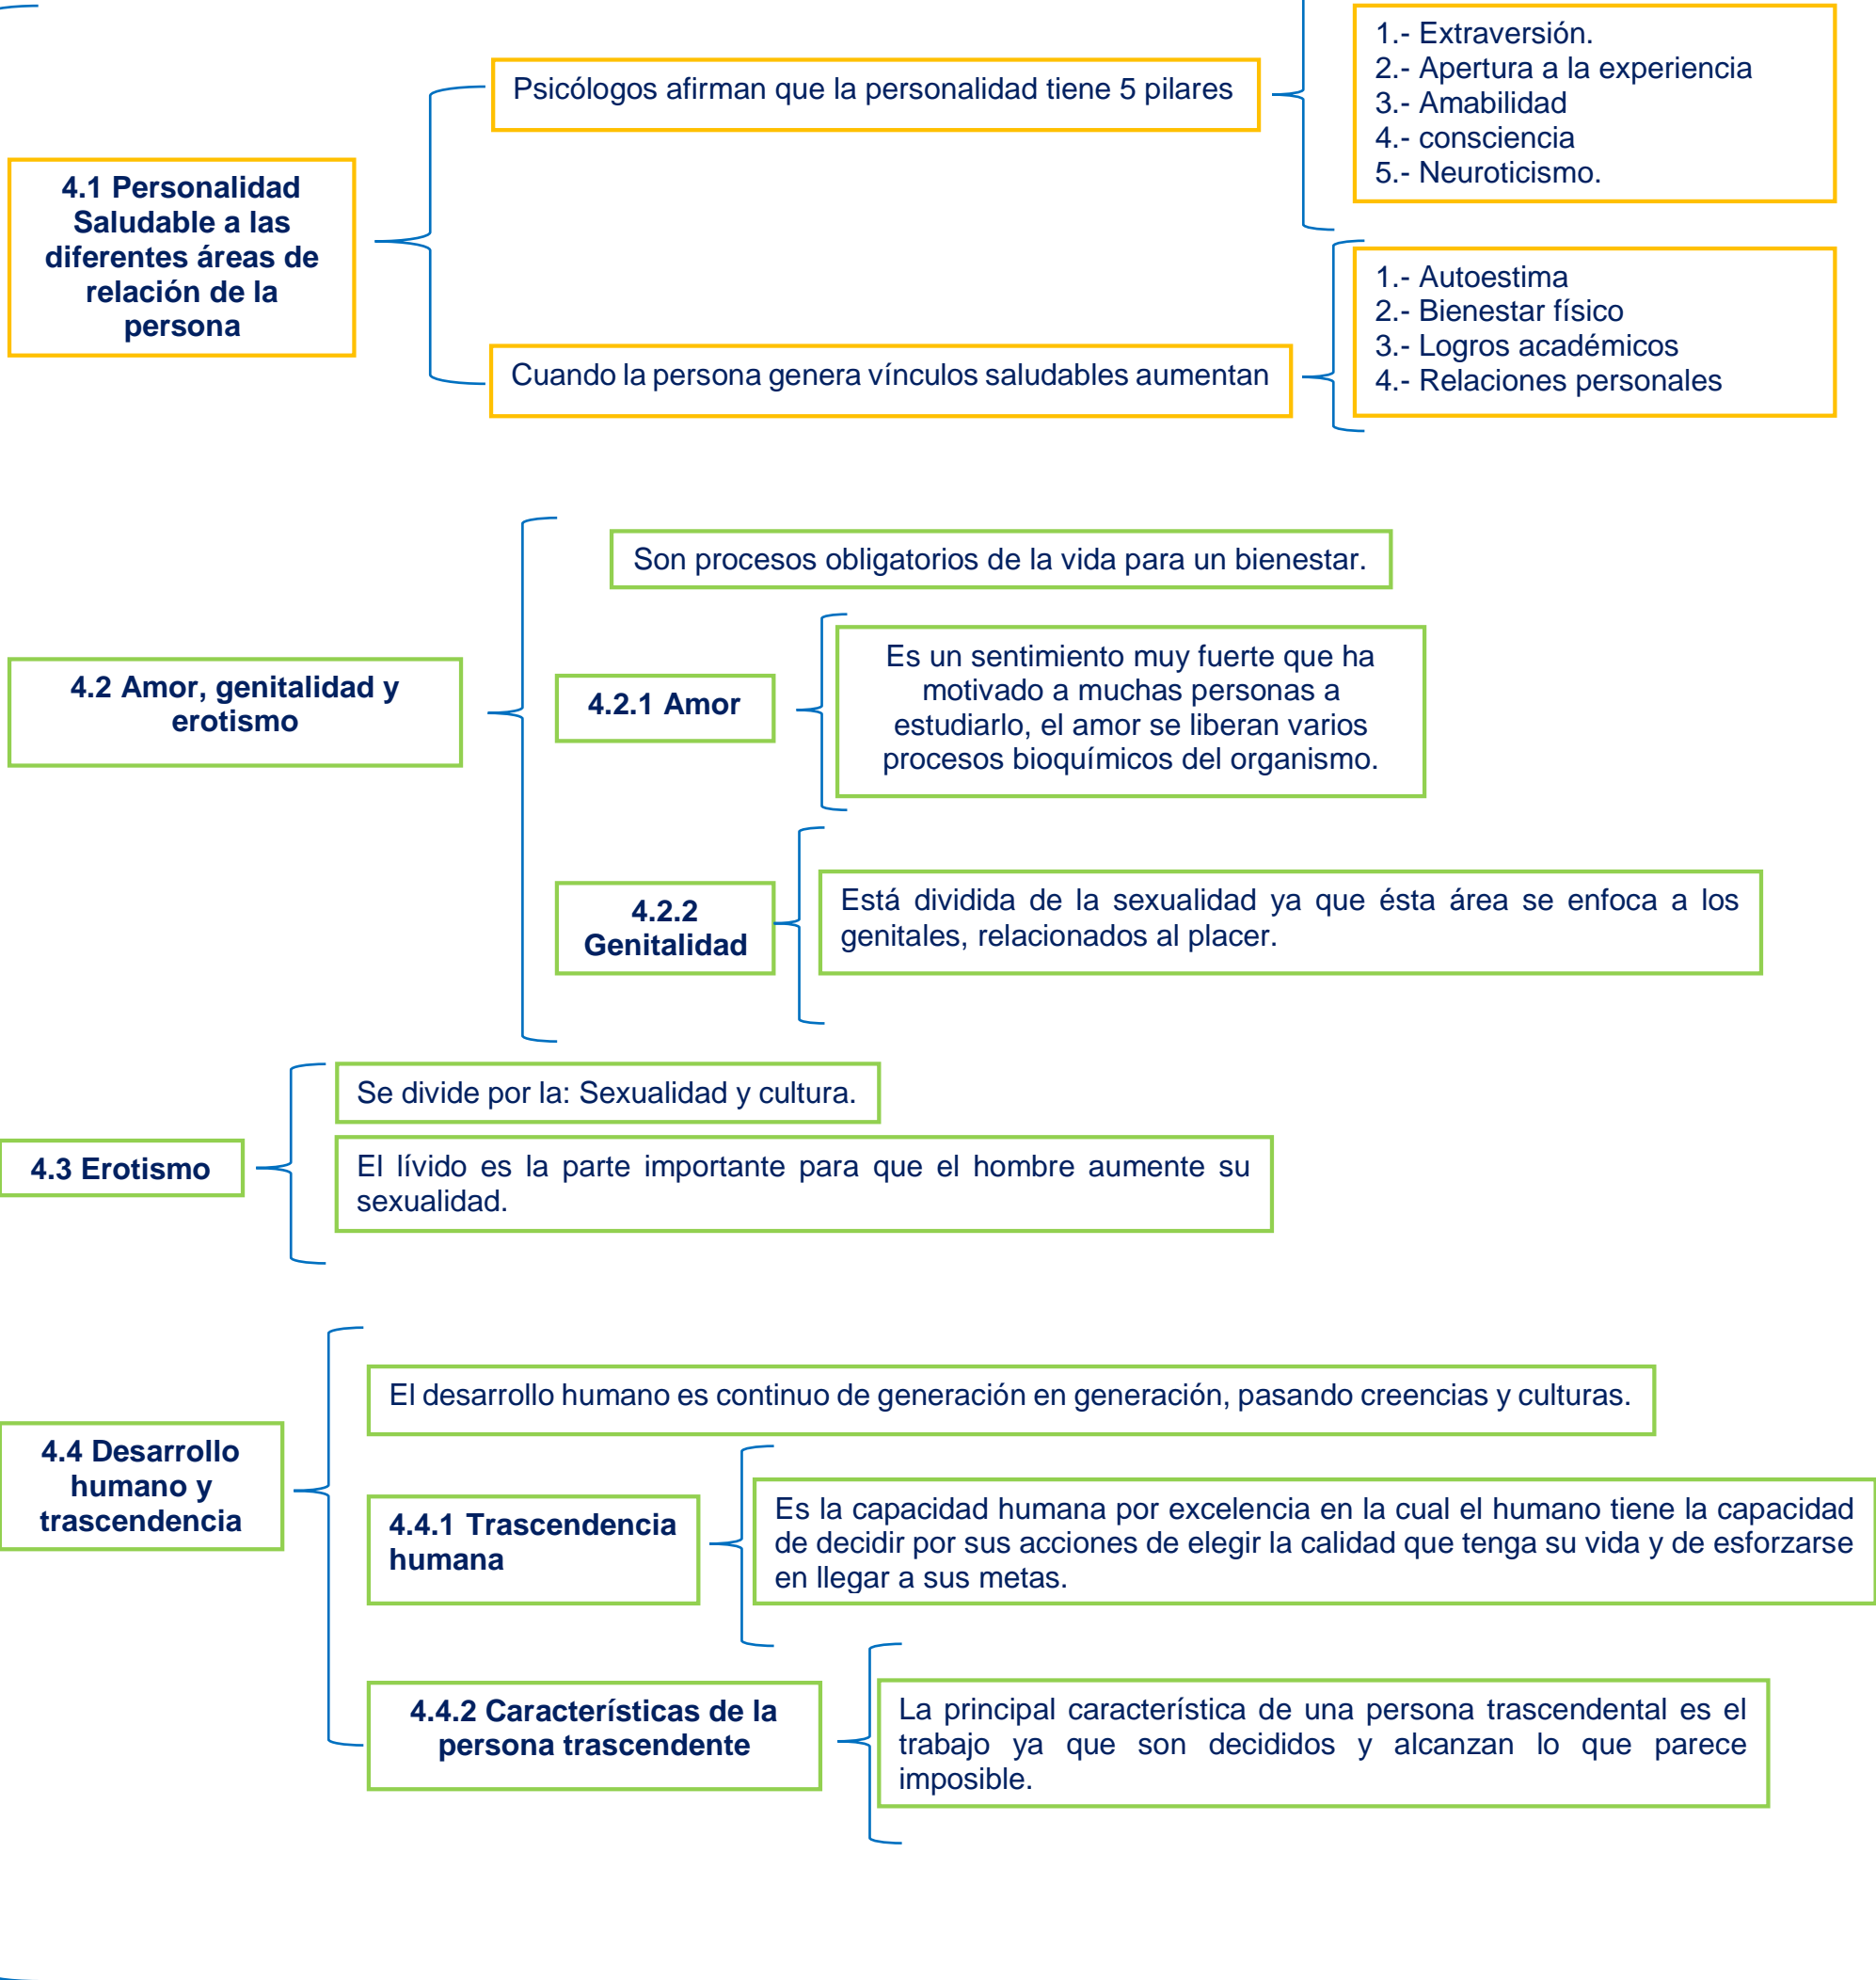 4.1 Personalidad
Saludable a las
diferentes áreas de
relación de la
persona
Psicólogos afirman que la personalidad tiene 5 pilares
1.- Extraversión.
2.- Apertura a la experiencia
3.- Amabilidad
4.- consciencia
5.- Neuroticismo.
Cuando la persona genera vínculos saludables aumentan
1.- Autoestima
2.- Bienestar físico
3.- Logros académicos
4.- Relaciones personales
4.2 Amor, genitalidad y
erotismo
Son procesos obligatorios de la vida para un bienestar.
4.2.1 Amor
Es un sentimiento muy fuerte que ha
motivado a muchas personas a
estudiarlo, el amor se liberan varios
procesos bioquímicos del organismo.
4.2.2
Genitalidad
Está dividida de la sexualidad ya que ésta área se enfoca a los
genitales, relacionados al placer.
4.3 Erotismo
Se divide por la: Sexualidad y cultura.
El lívido es la parte importante para que el hombre aumente su
sexualidad.
4.4 Desarrollo
humano y
trascendencia
El desarrollo humano es continuo de generación en generación, pasando creencias y culturas.
4.4.1 Trascendencia
humana
Es la capacidad humana por excelencia en la cual el humano tiene la capacidad
de decidir por sus acciones de elegir la calidad que tenga su vida y de esforzarse
en llegar a sus metas.
4.4.2 Características de la
persona trascendente
La principal característica de una persona trascendental es el
trabajo ya que son decididos y alcanzan lo que parece
imposible.